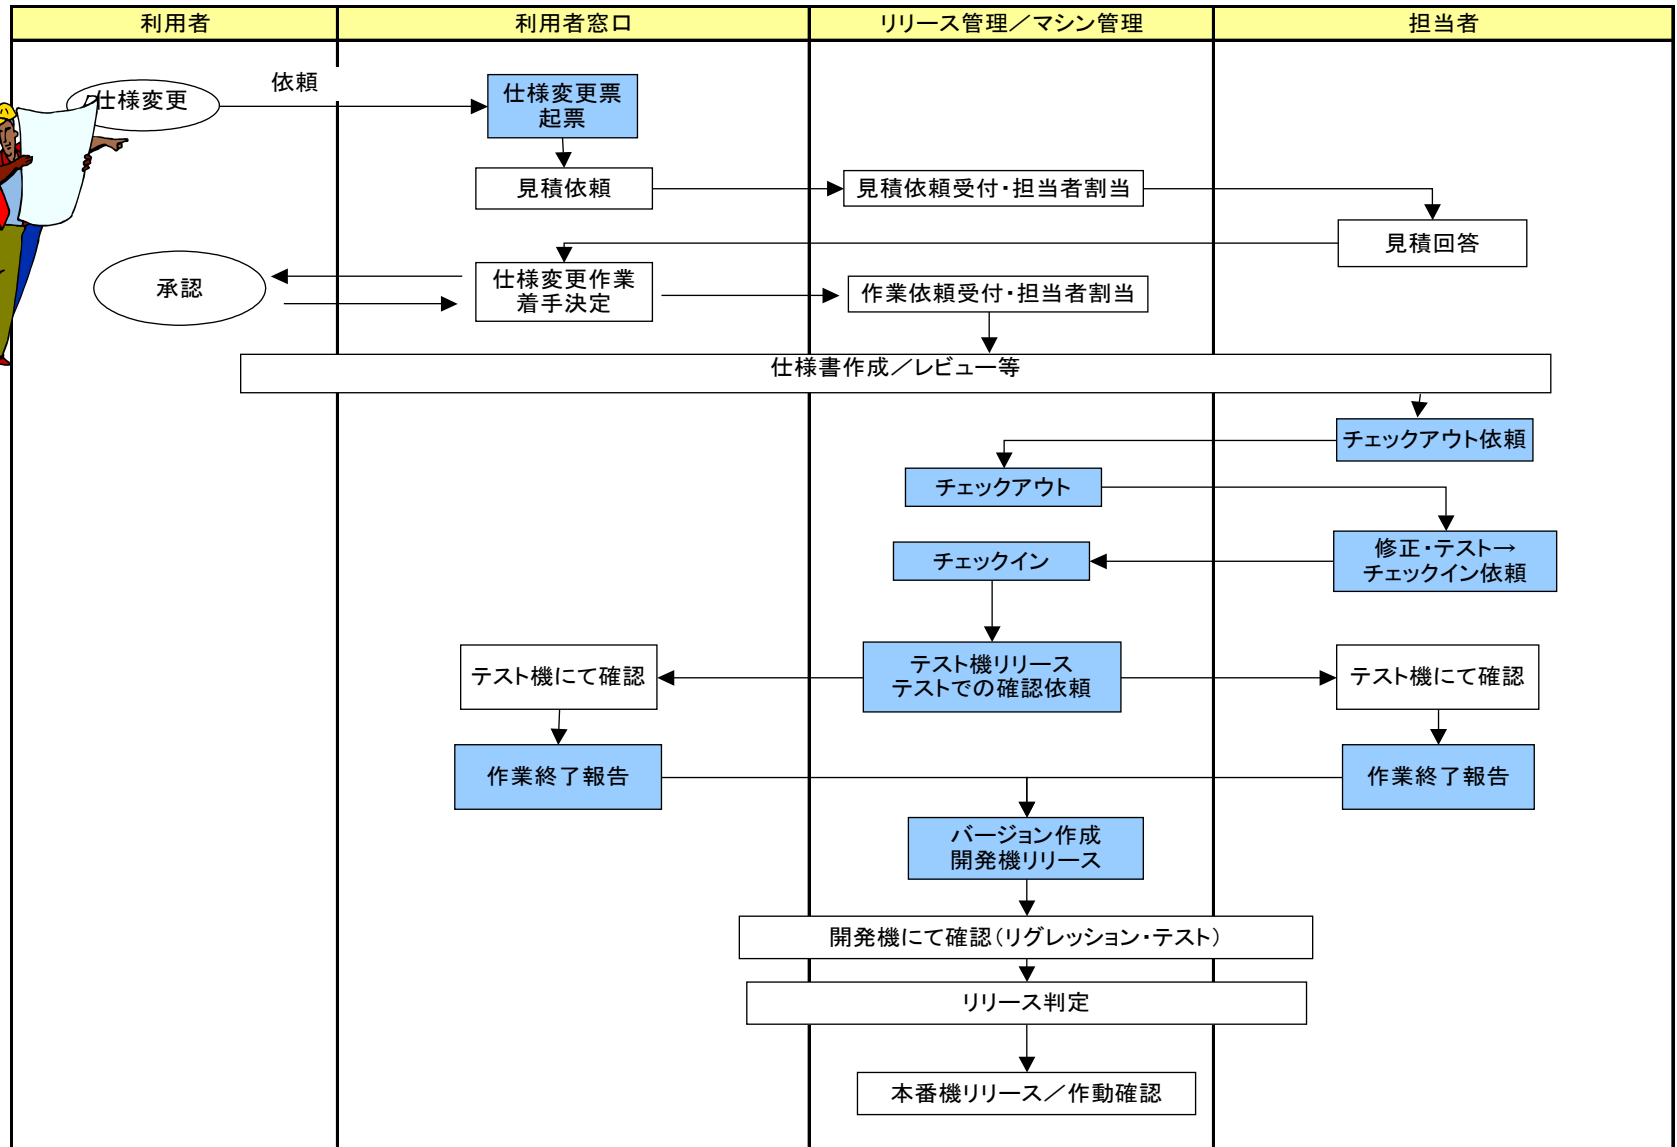 利用者
利用者窓口
リリース管理／マシン管理
担当者
仕様変更
依頼
仕様変更票
起票
見積依頼
見積依頼受付・担当者割当
見積回答
承認
仕様変更作業
着手決定
作業依頼受付・担当者割当
仕様書作成／レビュー等
チェックアウト依頼
チェックアウト
修正・テスト→
チェックイン依頼
チェックイン
テスト機にて確認
テスト機リリース
テストでの確認依頼
テスト機にて確認
作業終了報告
作業終了報告
バージョン作成
開発機リリース
開発機にて確認（リグレッション・テスト）
リリース判定
本番機リリース／作動確認